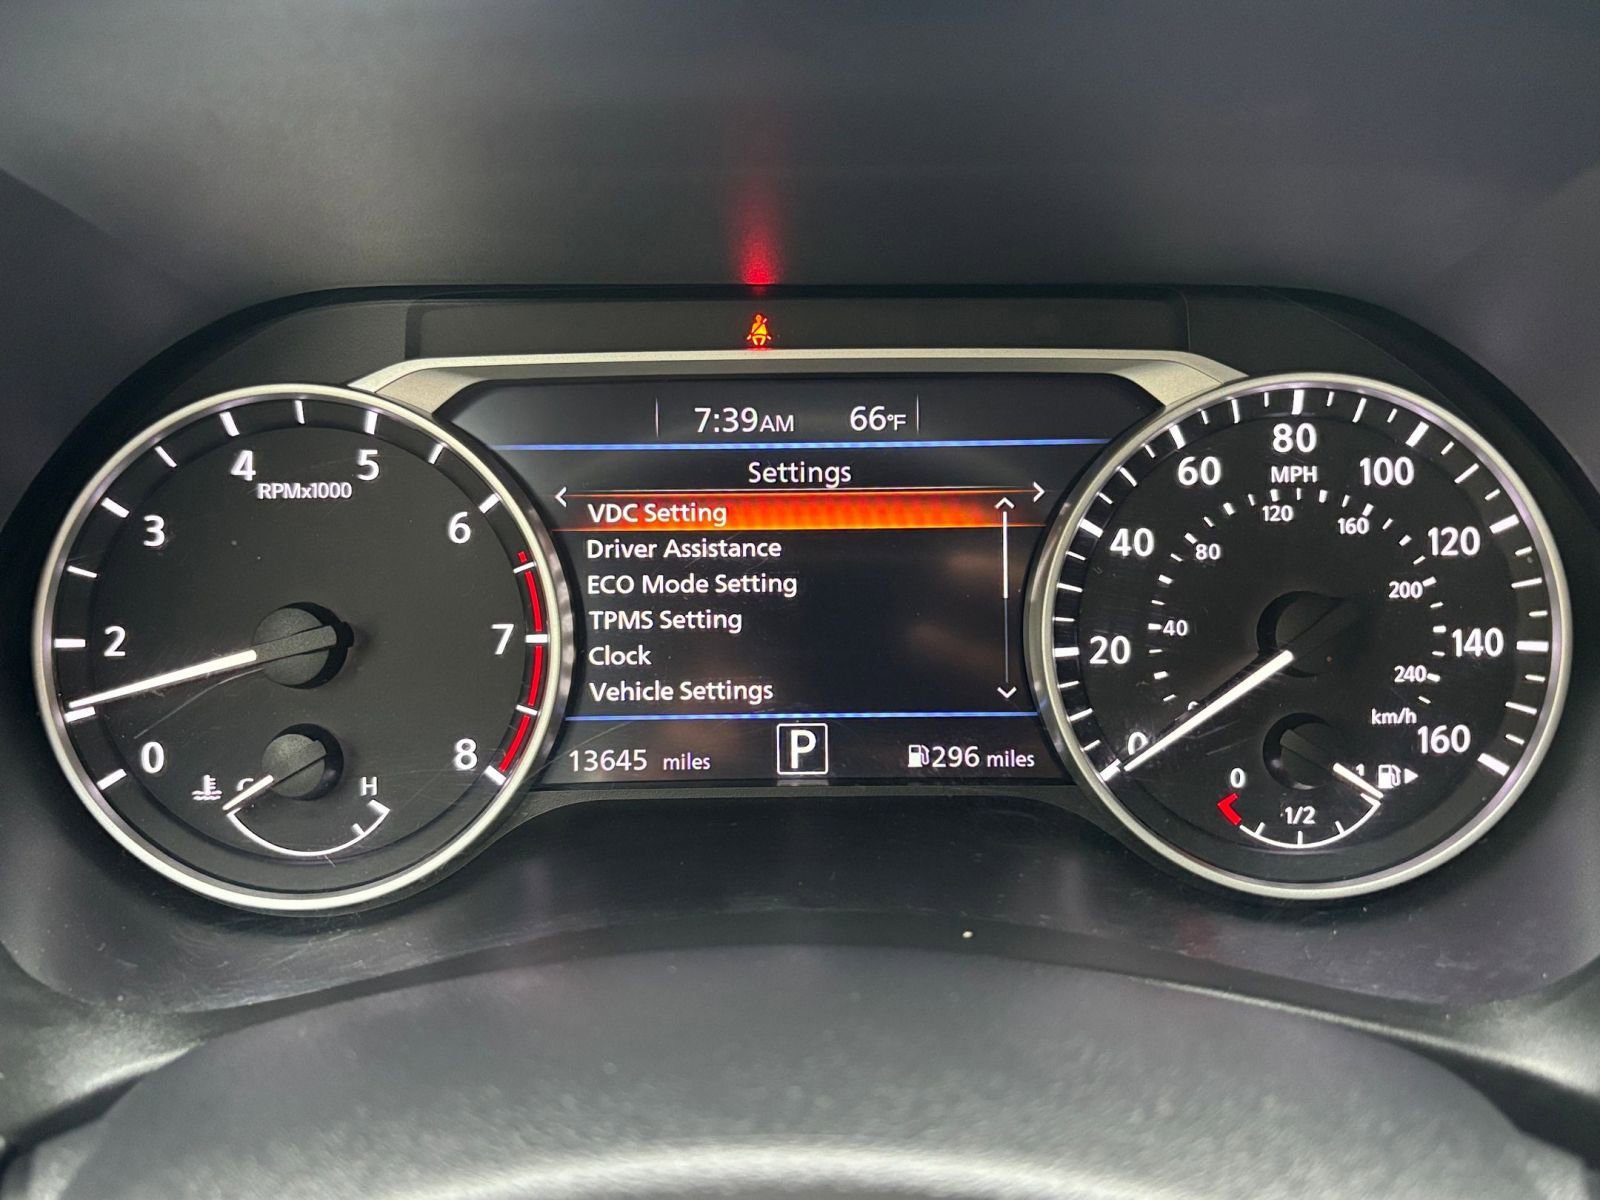 7:39AM 66°F
Settings
VDC Setting
Driver Assistance
ECO Mode Setting
TPMS Setting
Clock
Vehicle Settings
13645 miles
P
296 miles
0
2
3
4
5
6
7
8
RPMx1000
C
H
0
20
40
60
80
100
120
140
160
MPH
40
80
120
160
200
240
km/h
0
1/2
1